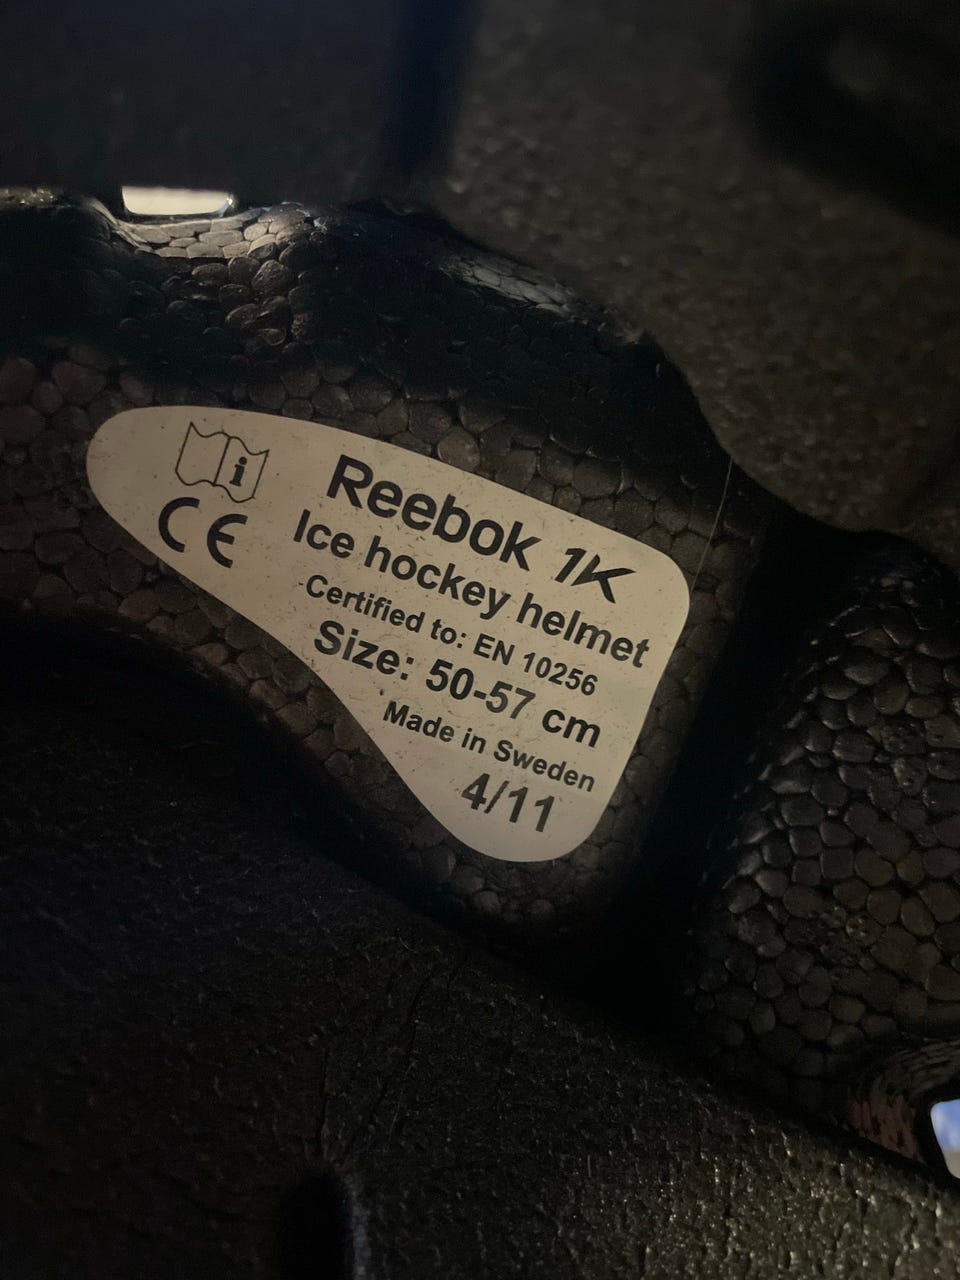 i
CE
Reebok 1K
Ice hockey helmet
Certified to: EN 10256
Size: 50-57 cm
Made in Sweden
4/11